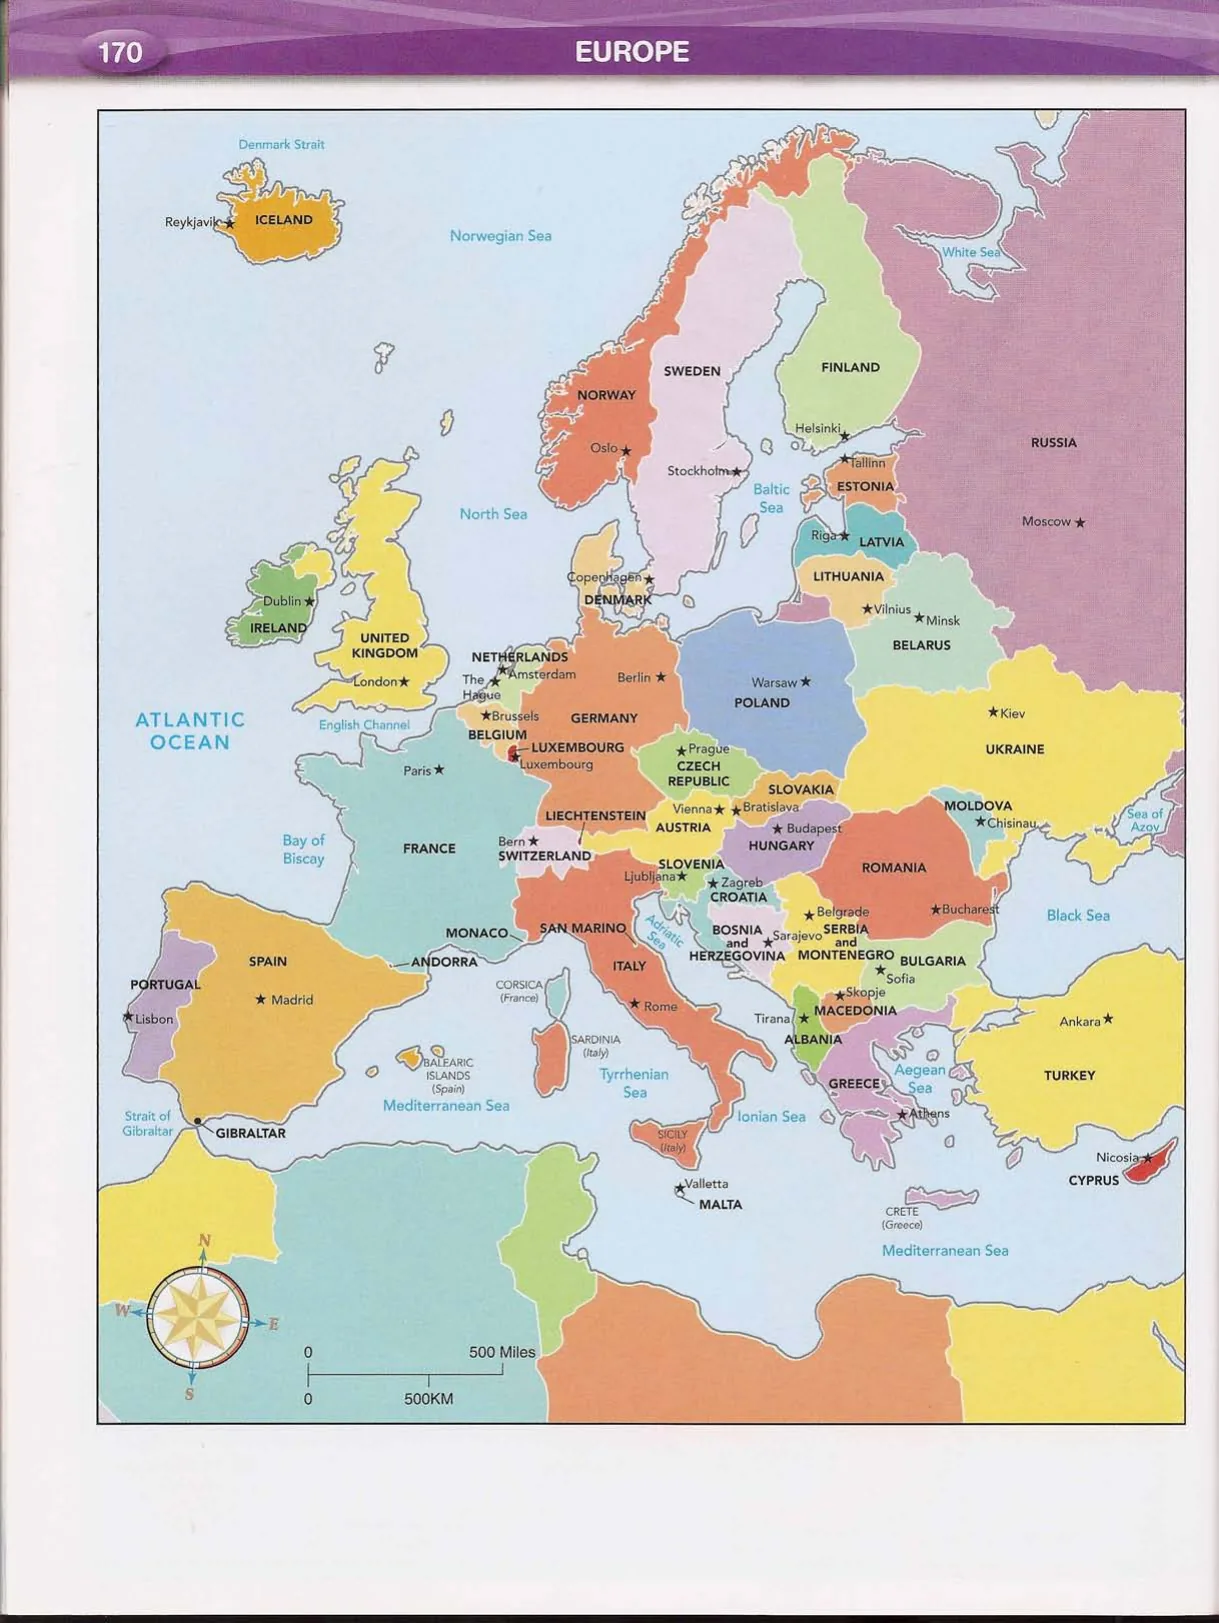 170
EUROPE
Denmark Strait
Reykjavik
ICELAND
Norwegian Sea
White Sea
SWEDEN
FINLAND
NORWAY
Helsinki
RUSSIA
Oslo
Stockholm
Tallinn
ESTONIA
Baltic
Sea
North Sea
Moscow
Riga
LATVIA
Copenhagen
DENMARK
LITHUANIA
Vilnius
Minsk
BELARUS
Dublin
IRELAND
UNITED
KINGDOM
London
NETHERLANDS
Amsterdam
The
Hague
Berlin
Warsaw
POLAND
ATLANTIC
OCEAN
English Channel
Brussels
BELGIUM
GERMANY
Kiev
UKRAINE
LUXEMBOURG
Luxembourg
Prague
CZECH
REPUBLIC
Paris
SLOVAKIA
LIECHTENSTEIN
Vienna
Bratislava
AUSTRIA
MOLDOVA
Chisinau
Sea of
Azov
Bay of
Biscay
FRANCE
Bern
SWITZERLAND
Budapest
HUNGARY
SLOVENIA
Ljubljana
Zagreb
CROATIA
ROMANIA
Bucharest
Black Sea
MONACO
SAN MARINO
Adriatic
Sea
BOSNIA
and
HERZEGOVINA
Sarajevo
Belgrade
SERBIA
and
MONTENEGRO
BULGARIA
Sofia
ANDORRA
SPAIN
Madrid
PORTUGAL
Lisbon
CORSICA
(France)
ITALY
Rome
Skopje
MACEDONIA
Tirana
ALBANIA
Ankara
TURKEY
SARDINIA
(Italy)
BALEARIC
ISLANDS
(Spain)
Mediterranean Sea
Tyrrhenian
Sea
Aegean
Sea
GREECE
Athens
Ionian Sea
Strait of
Gibraltar
GIBRALTAR
SICILY
(Italy)
Valletta
MALTA
Nicosia
CYPRUS
CRETE
(Greece)
Mediterranean Sea
N
W
E
S
0
500 Miles
0
500KM